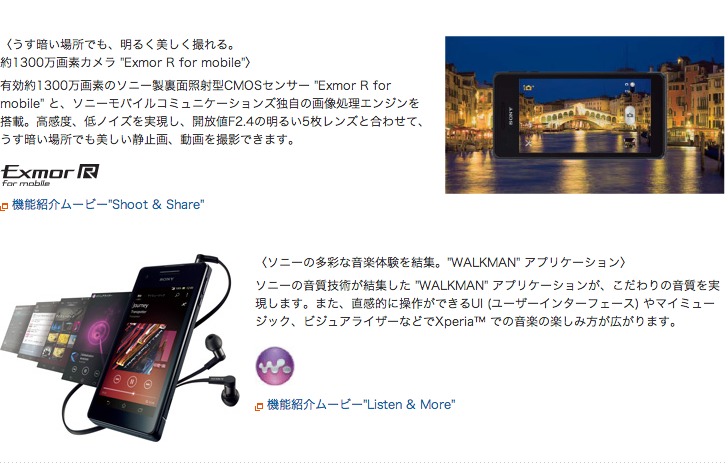 〈うす暗い場所でも、明るく美しく撮れる。
約1300万画素カメラ "Exmor R for mobile"〉
有効約1300万画素のソニー製裏面照射型CMOSセンサー "Exmor R for
mobile" と、ソニーモバイルコミュニケーションズ独自の画像処理エンジンを
搭載。高感度、低ノイズを実現し、開放値F2.4の明るい5枚レンズと合わせて、
うす暗い場所でも美しい静止画、動画を撮影できます。
SONY
Exmor R
for mobile
機能紹介ムービー"Shoot & Share"
〈ソニーの多彩な音楽体験を結集。"WALKMAN" アプリケーション〉
ソニーの音質技術が結集した "WALKMAN" アプリケーションが、こだわりの音質を実
現します。また、直感的に操作ができるUI (ユーザーインターフェース) やマイミュ
ージック、ビジュアライザーなどでXperia™ での音楽の楽しみ方が広がります。
SONY
Journey
機能紹介ムービー"Listen & More"